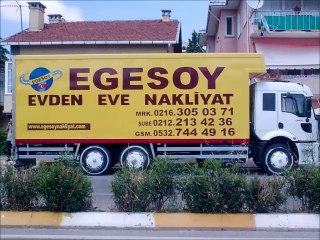 EGESOY
EGESOY
EVDEN EVE NAKLİYAT
MRK. 0216. 305 03 71
ŞUBE 0212. 213 42 36
www.egesoynakliyat.com
GSM. 0532. 744 49 16